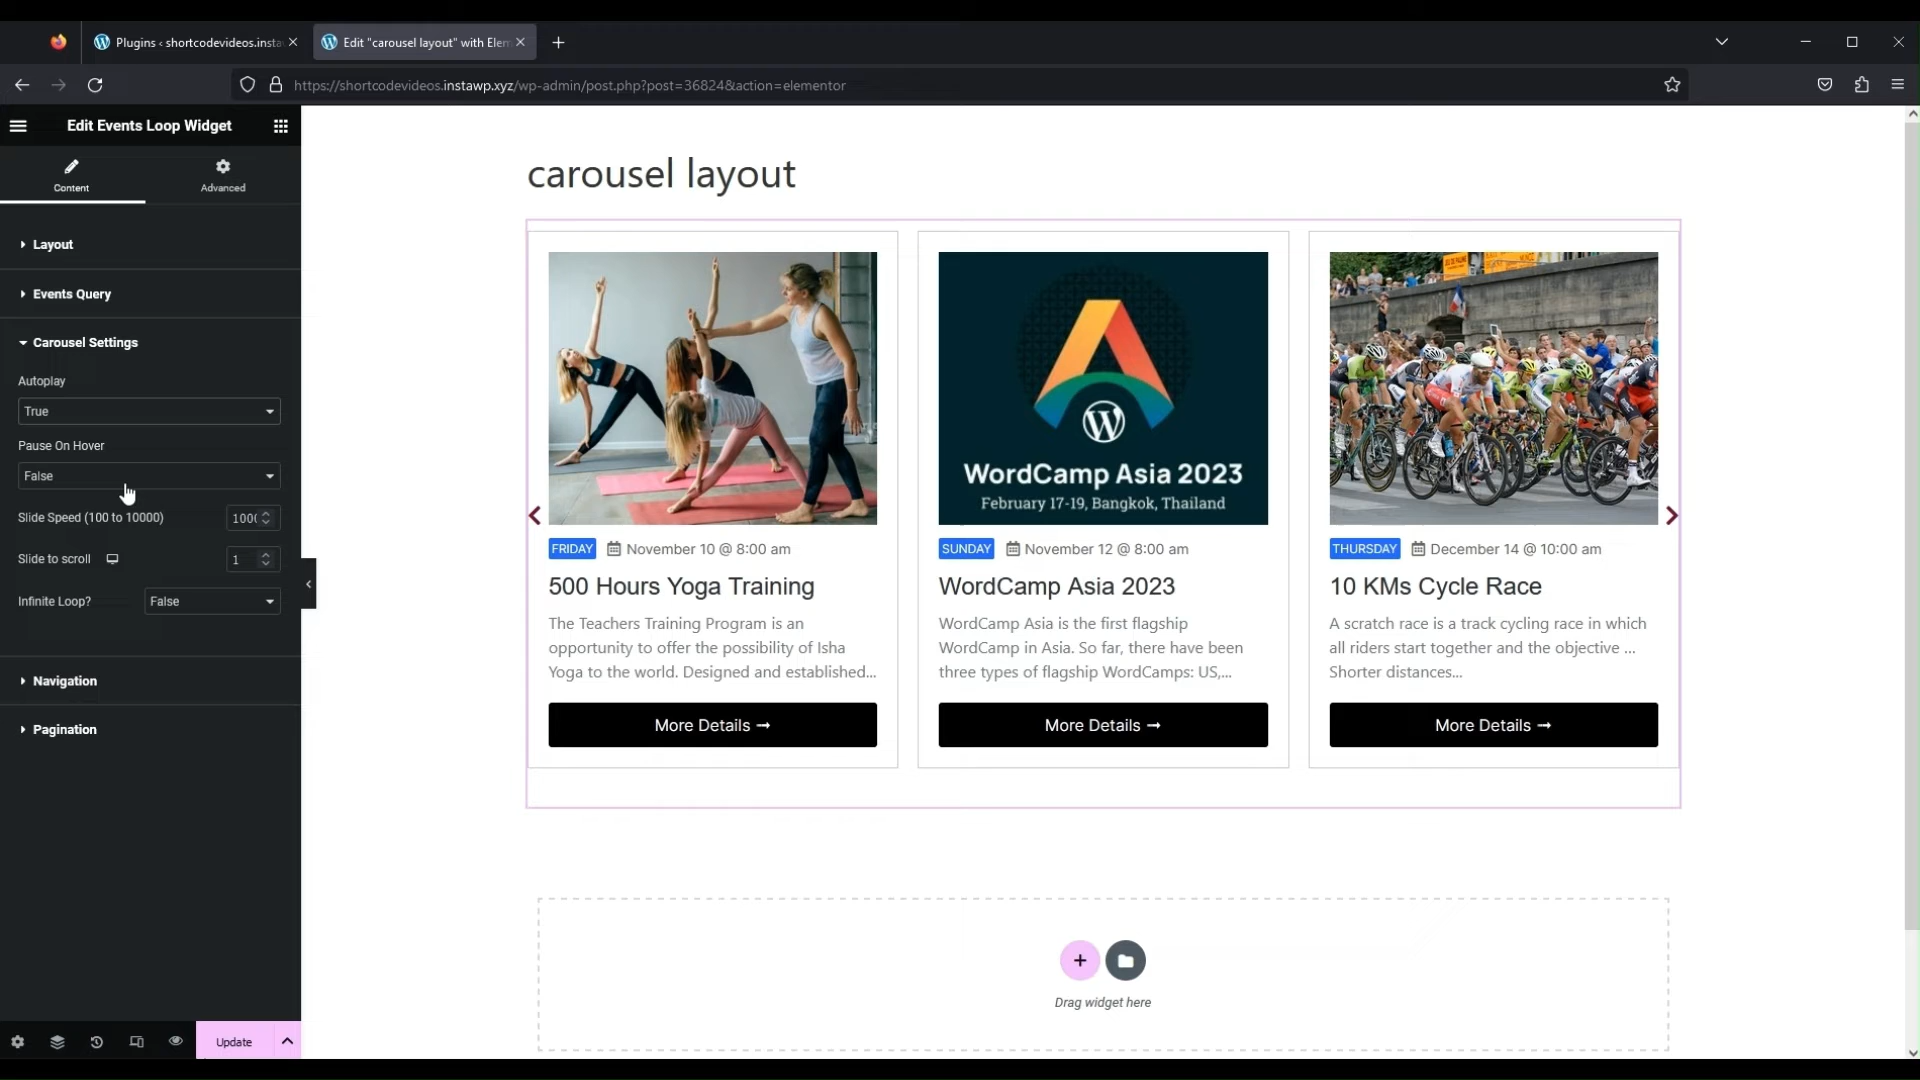 Plugins ‹ shortcodevideos.insta
Edit "carousel layout" with Elem
https://shortcodevideos.instawp.xyz/wp-admin/post.php?post=36824&action=elementor
Edit Events Loop Widget
Content
Advanced
Layout
Events Query
Carousel Settings
Autoplay
True
Pause On Hover
False
Slide Speed (100 to 10000)
Slide to scroll
1
Infinite Loop?
False
Navigation
Pagination
Update
carousel layout
WordCamp Asia 2023
February 17-19, Bangkok, Thailand
FRIDAY November 10 @ 8:00 am
500 Hours Yoga Training
The Teachers Training Program is an
opportunity to offer the possibility of Isha
Yoga to the world. Designed and established...
More Details ➞
SUNDAY November 12 @ 8:00 am
WordCamp Asia 2023
WordCamp Asia is the first flagship
WordCamp in Asia. So far, there have been
three types of flagship WordCamps: US,...
More Details ➞
THURSDAY December 14 @ 10:00 am
10 KMs Cycle Race
A scratch race is a track cycling race in which
all riders start together and the objective ...
Shorter distances...
More Details ➞
Drag widget here